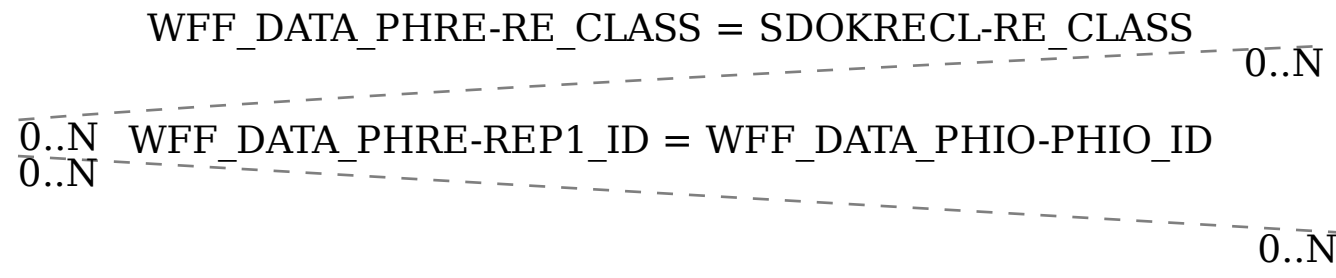 WFF_DATA_PHRE-RE_CLASS = SDOKRECL-RE_CLASS
0..N
0..N WFF_DATA_PHRE-REP1_ID = WFF_DATA_PHIO-PHIO_ID
0..N
0..N